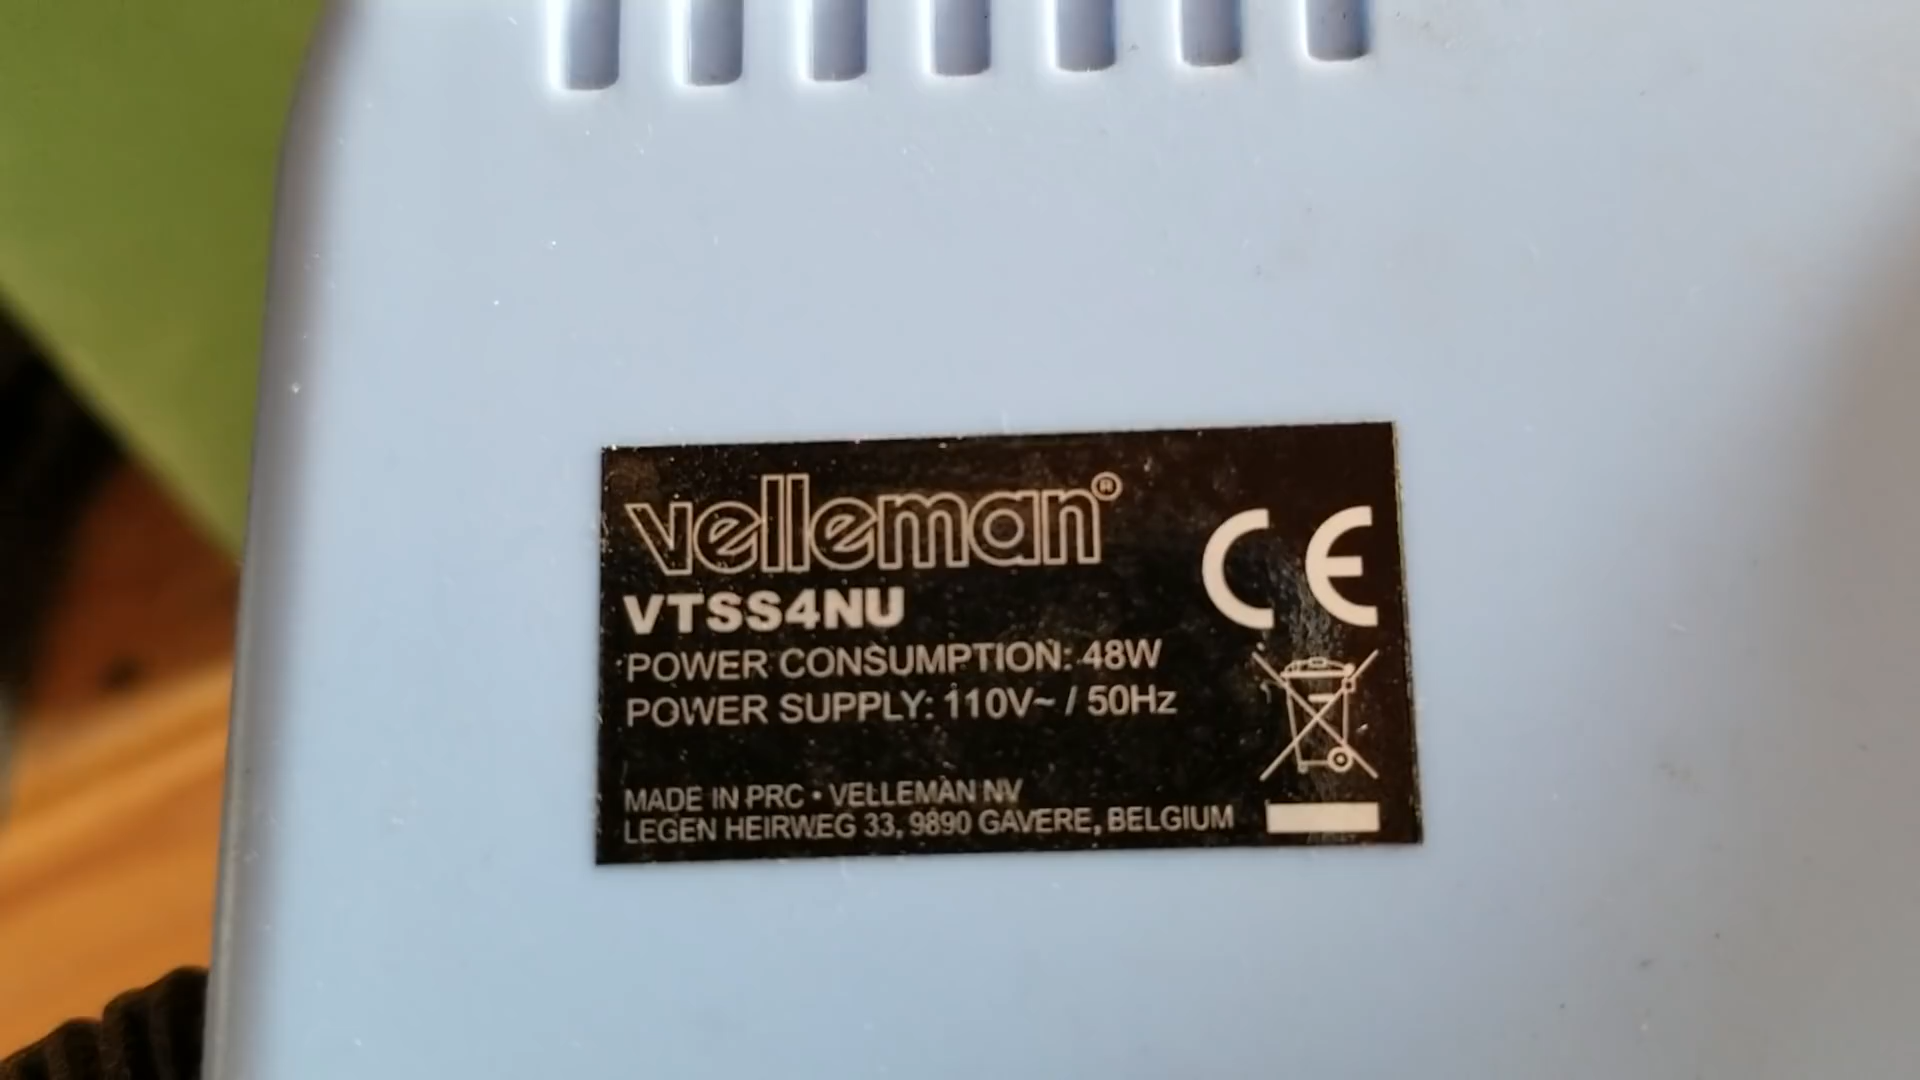 velleman®
VTSS4NU
POWER CONSUMPTION: 48W
POWER SUPPLY: 110V~ / 50Hz
CE
MADE IN PRC • VELLEMAN NV
LEGEN HEIRWEG 33, 9890 GAVERE, BELGIUM